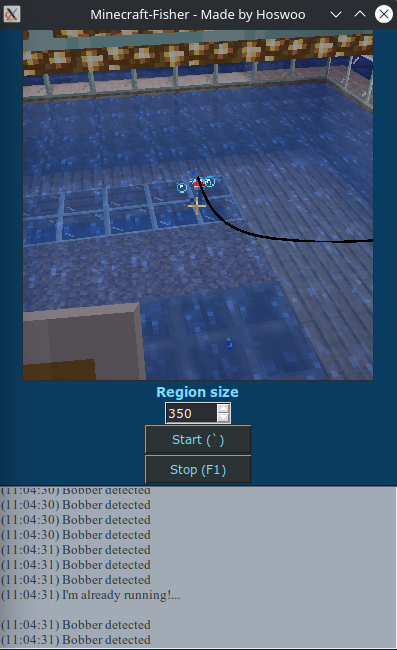 Minecraft-Fisher - Made by Hoswoo
Region size
350
Start (`)
Stop (F1)
(11:04:30) Bobber detected
(11:04:30) Bobber detected
(11:04:30) Bobber detected
(11:04:30) Bobber detected
(11:04:31) Bobber detected
(11:04:31) Bobber detected
(11:04:31) Bobber detected
(11:04:31) I'm already running!...
(11:04:31) Bobber detected
(11:04:31) Bobber detected